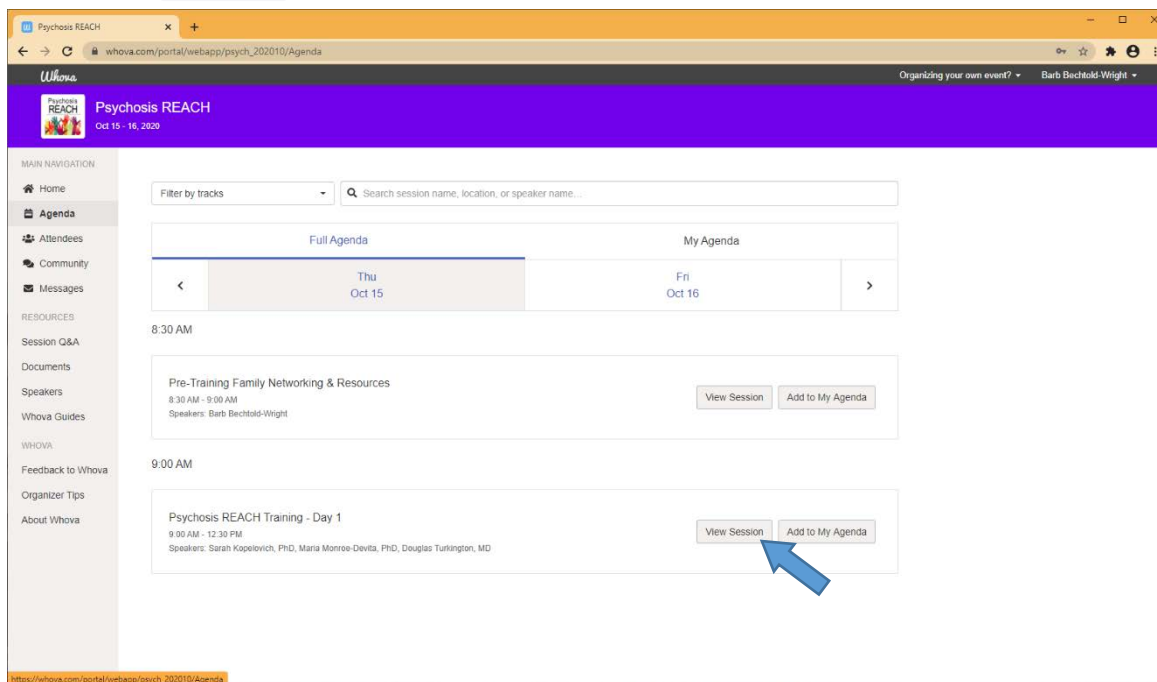 Psychosis REACH
whova.com/portal/webapp/psych_202010/Agenda
Whova
Organizing your own event?
Barb Bechtold-Wright
Psychosis
REACH
Psychosis REACH
Oct 15 - 16, 2020
MAIN NAVIGATION
Home
Agenda
Attendees
Community
Messages
RESOURCES
Session Q&A
Documents
Speakers
Whova Guides
WHOVA
Feedback to Whova
Organizer Tips
About Whova
Filter by tracks
Search session name, location, or speaker name...
Full Agenda
My Agenda
Thu
Oct 15
Fri
Oct 16
8:30 AM
Pre-Training Family Networking & Resources
8:30 AM - 9:00 AM
Speakers: Barb Bechtold-Wright
View Session
Add to My Agenda
9:00 AM
Psychosis REACH Training - Day 1
9:00 AM - 12:30 PM
Speakers: Sarah Kopelovich, PhD, Maria Monroe-Devita, PhD, Douglas Turkington, MD
View Session
Add to My Agenda
https://whova.com/portal/webapp/psych_202010/Agenda